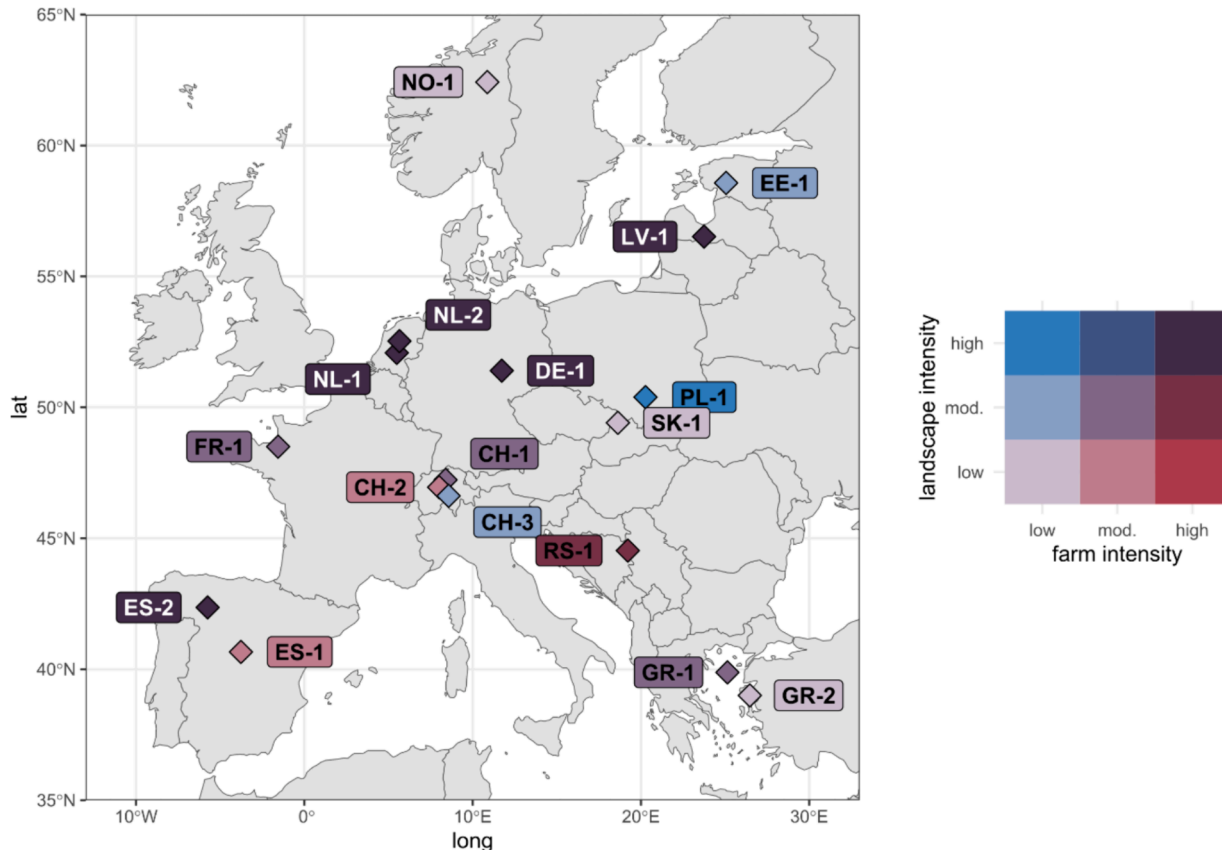 65°N
NO-1
60°N
EE-1
LV-1
55°N
NL-2
NL-1
DE-1
50°N
PL-1
SK-1
FR-1
CH-1
CH-2
CH-3
45°N
RS-1
ES-2
ES-1
40°N
GR-1
GR-2
35°N
10°W
0°
10°E
20°E
30°E
long
lat
landscape intensity
high
mod.
low
low
mod.
high
farm intensity